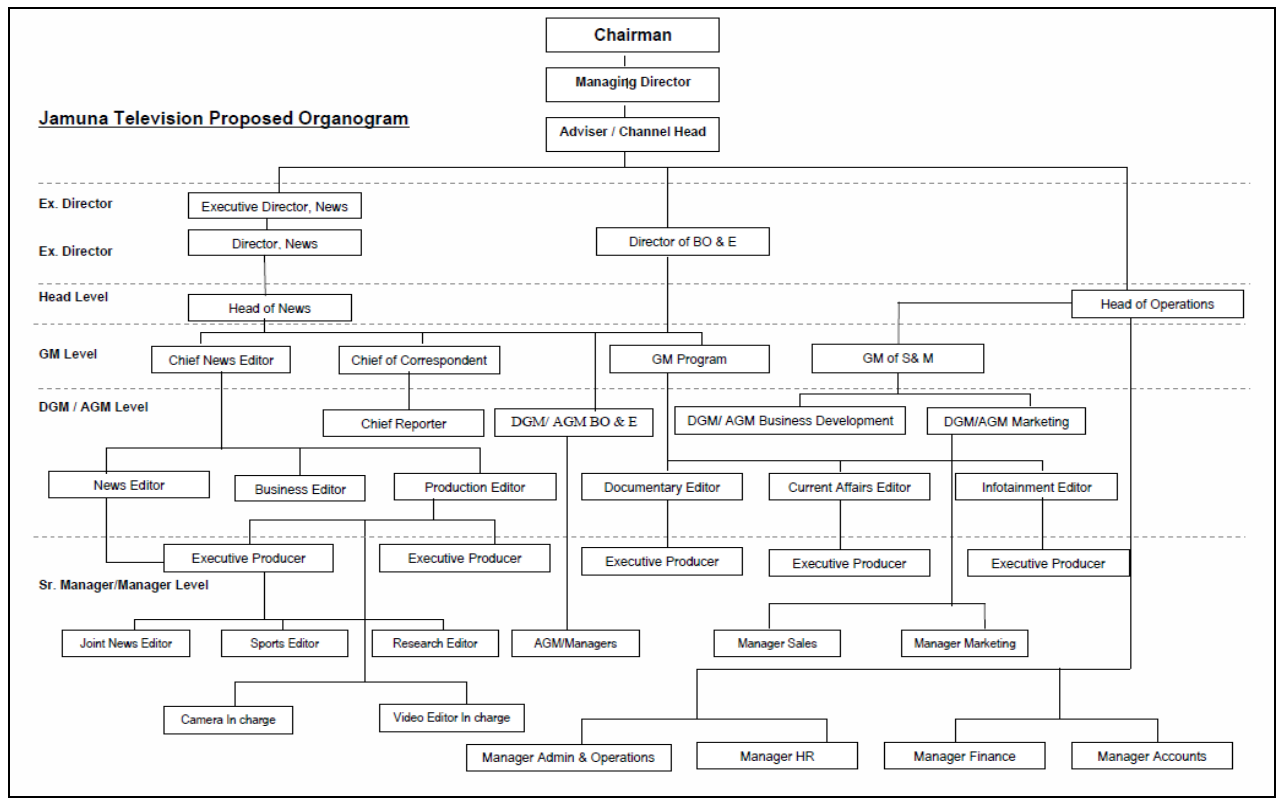 Chairman
Managing Director
Jamuna Television Proposed Organogram
Adviser / Channel Head
Ex. Director
Executive Director, News
Ex. Director
Director, News
Director of BO & E
Head Level
Head of News
Head of Operations
GM Level
Chief News Editor
Chief of Correspondent
GM Program
GM of S& M
DGM / AGM Level
Chief Reporter
DGM/ AGM BO & E
DGM/ AGM Business Development
DGM/AGM Marketing
News Editor
Business Editor
Production Editor
Documentary Editor
Current Affairs Editor
Infotainment Editor
Executive Producer
Executive Producer
Executive Producer
Executive Producer
Executive Producer
Sr. Manager/Manager Level
Joint News Editor
Sports Editor
Research Editor
AGM/Managers
Manager Sales
Manager Marketing
Camera In charge
Video Editor In charge
Manager Admin & Operations
Manager HR
Manager Finance
Manager Accounts